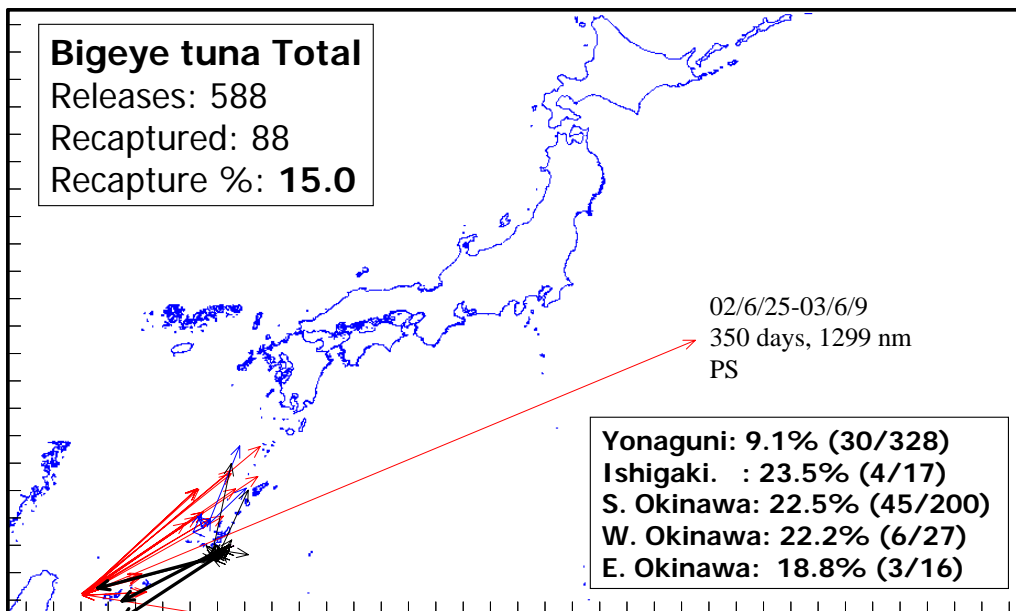 Bigeye tuna Total
Releases: 588
Recaptured: 88
Recapture %: 15.0
02/6/25-03/6/9
350 days, 1299 nm
PS
Yonaguni: 9.1% (30/328)
Ishigaki. : 23.5% (4/17)
S. Okinawa: 22.5% (45/200)
W. Okinawa: 22.2% (6/27)
E. Okinawa: 18.8% (3/16)